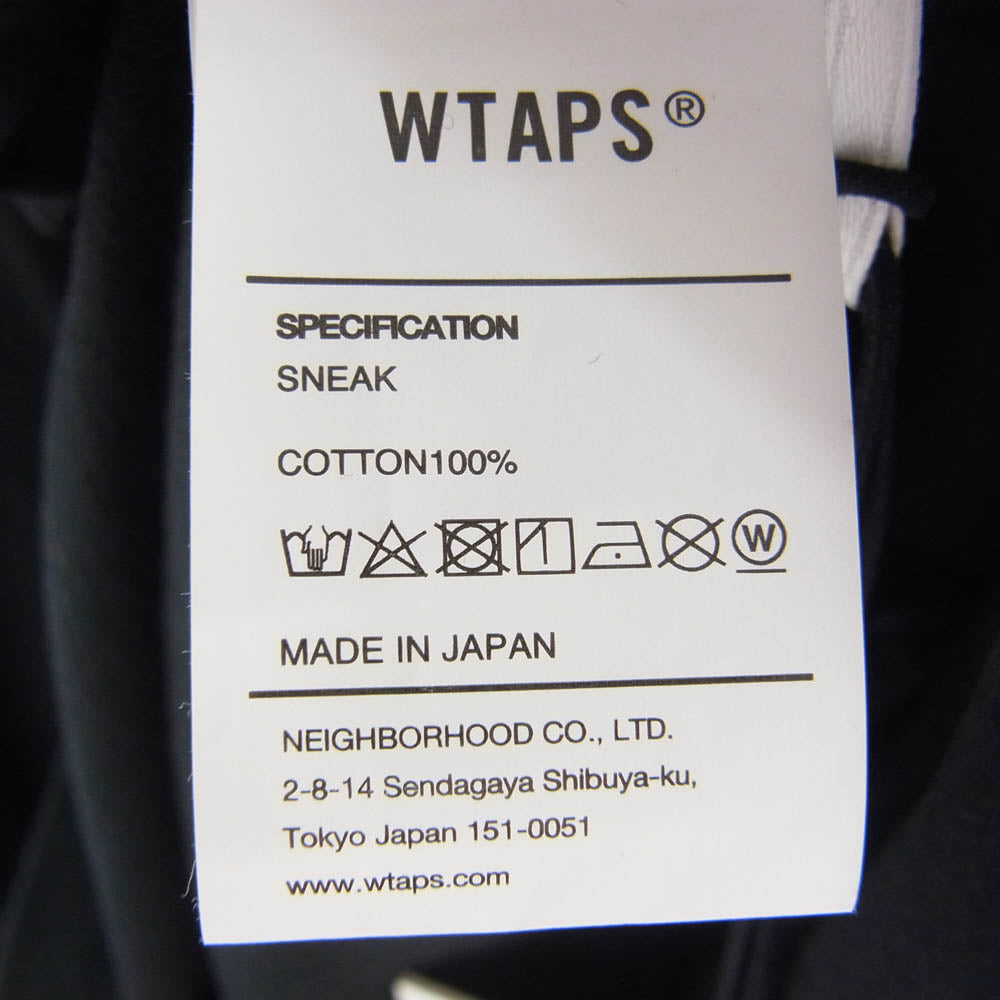 WTAPS®
SPECIFICATION
SNEAK
COTTON100%
W
MADE IN JAPAN
NEIGHBORHOOD CO., LTD.
2-8-14 Sendagaya Shibuya-ku,
Tokyo Japan 151-0051
www.wtaps.com